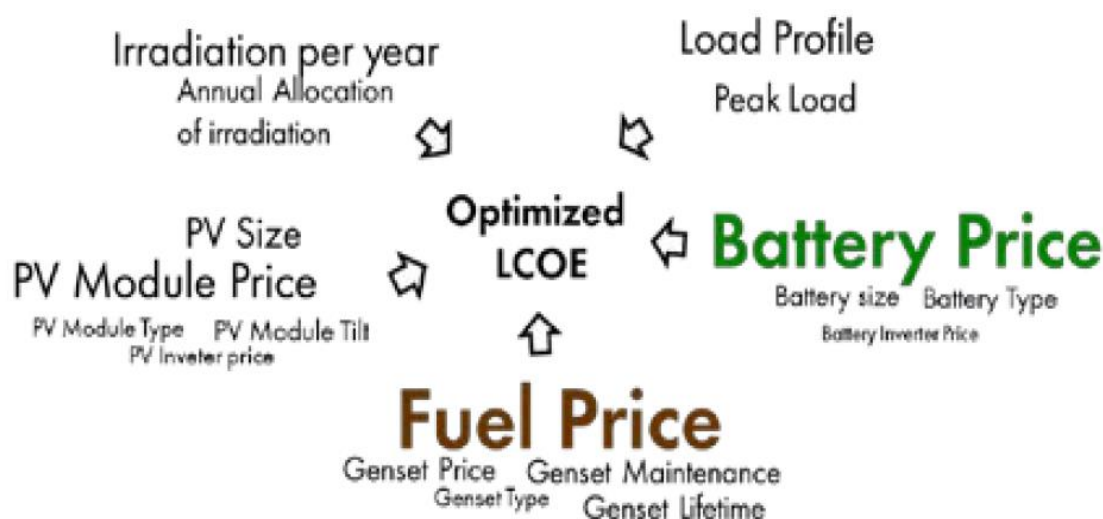 Irradiation per year
Annual Allocation
of irradiation
Load Profile
Peak Load
Optimized
LCOE
PV Size
PV Module Price
PV Module Type PV Module Tilt
PV Inveter price
Battery Price
Battery size Battery Type
Battery Inverter Price
Fuel Price
Genset Price Genset Maintenance
Genset Type Genset Lifetime